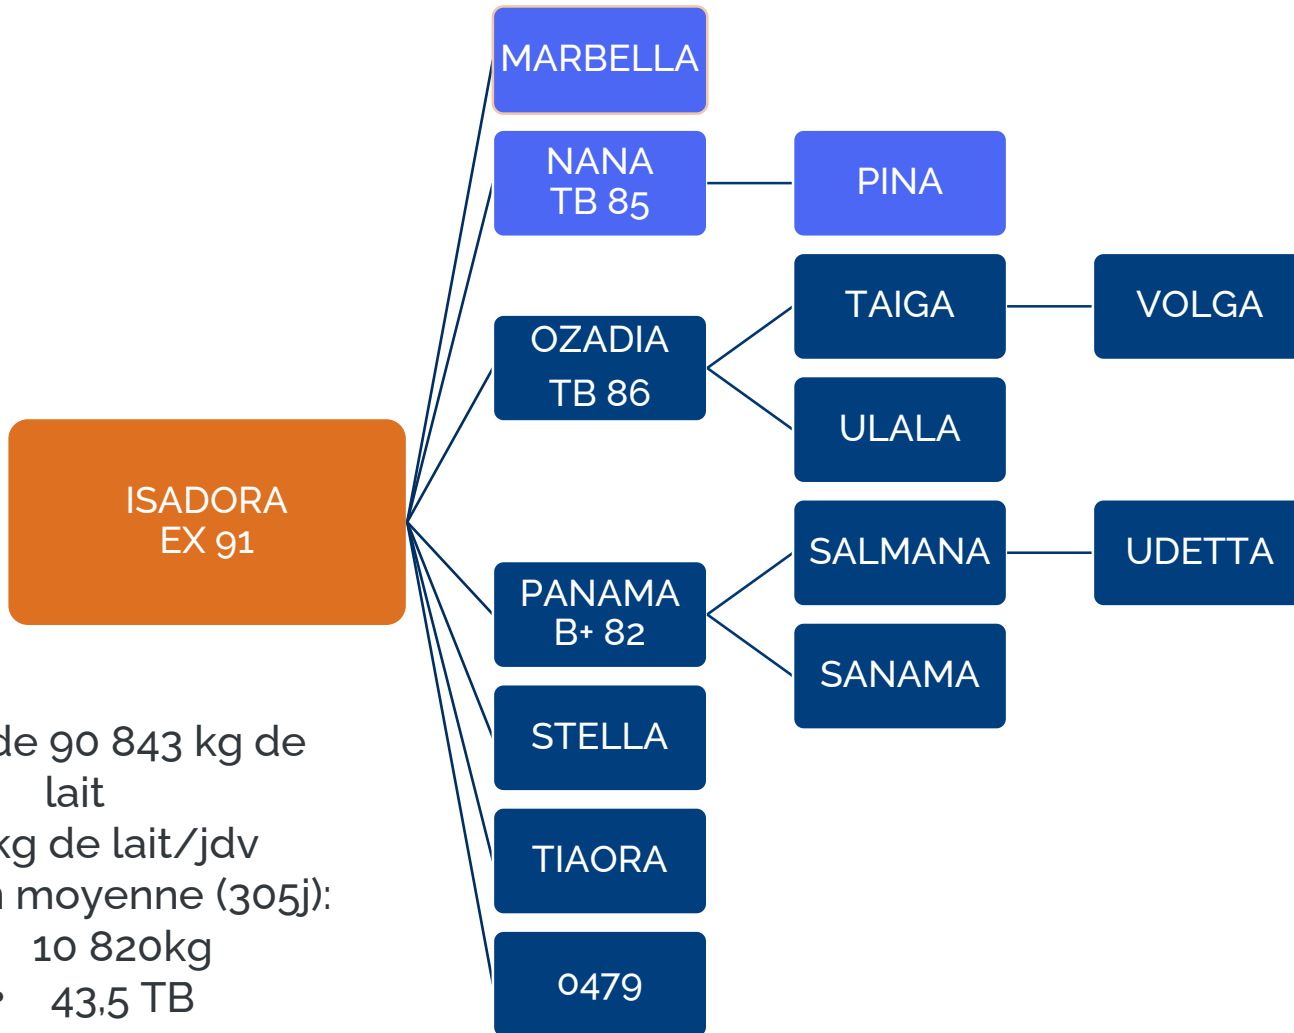 MARBELLA
NANA
TB 85
PINA
TAIGA
VOLGA
OZADIA
TB 86
ULALA
ISADORA
EX 91
SALMANA
UDETTA
PANAMA
B+ 82
SANAMA
STELLA
de 90 843 kg de
lait
kg de lait/jdv
moyenne (305j):
10 820kg
43,5 TB
TIAORA
0479